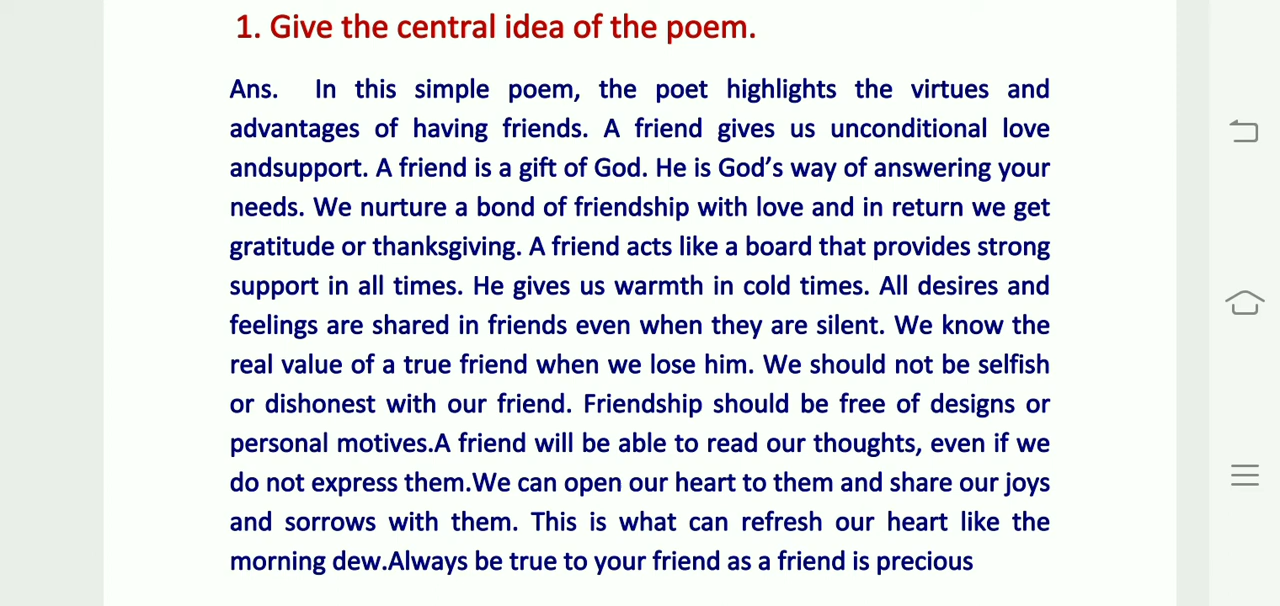 1. Give the central idea of the poem.
Ans. In this simple poem, the poet highlights the virtues and
advantages of having friends. A friend gives us unconditional love
andsupport. A friend is a gift of God. He is God’s way of answering your
needs. We nurture a bond of friendship with love and in return we get
gratitude or thanksgiving. A friend acts like a board that provides strong
support in all times. He gives us warmth in cold times. All desires and
feelings are shared in friends even when they are silent. We know the
real value of a true friend when we lose him. We should not be selfish
or dishonest with our friend. Friendship should be free of designs or
personal motives.A friend will be able to read our thoughts, even if we
do not express them.We can open our heart to them and share our joys
and sorrows with them. This is what can refresh our heart like the
morning dew.Always be true to your friend as a friend is precious